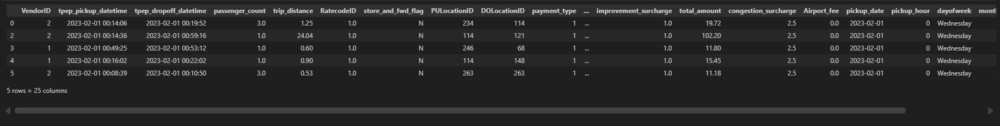 VendorID tpep_pickup_datetime tpep_dropoff_datetime passenger_count trip_distance RatecodeID store_and_fwd_flag PULocationID DOLocationID payment_type ... improvement_surcharge total_amount congestion_surcharge Airport_fee pickup_date pickup_hour dayofweek
0 2 2023-02-01 00:14:06 2023-02-01 00:19:52 3.0 1.25 1.0 N 234 114 1 ... 1.0 19.72 2.5 0.0 2023-02-01 0 Wednesday
2 2 2023-02-01 00:14:36 2023-02-01 00:59:16 1.0 24.04 1.0 N 114 121 1 ... 1.0 102.20 2.5 0.0 2023-02-01 0 Wednesday
3 1 2023-02-01 00:49:25 2023-02-01 00:53:12 1.0 0.60 1.0 N 246 68 1 ... 1.0 11.80 2.5 0.0 2023-02-01 0 Wednesday
4 1 2023-02-01 00:16:02 2023-02-01 00:22:02 1.0 0.90 1.0 N 114 148 1 ... 1.0 15.45 2.5 0.0 2023-02-01 0 Wednesday
5 2 2023-02-01 00:08:39 2023-02-01 00:10:50 3.0 0.53 1.0 N 263 263 1 ... 1.0 11.18 2.5 0.0 2023-02-01 0 Wednesday
5 rows × 25 columns